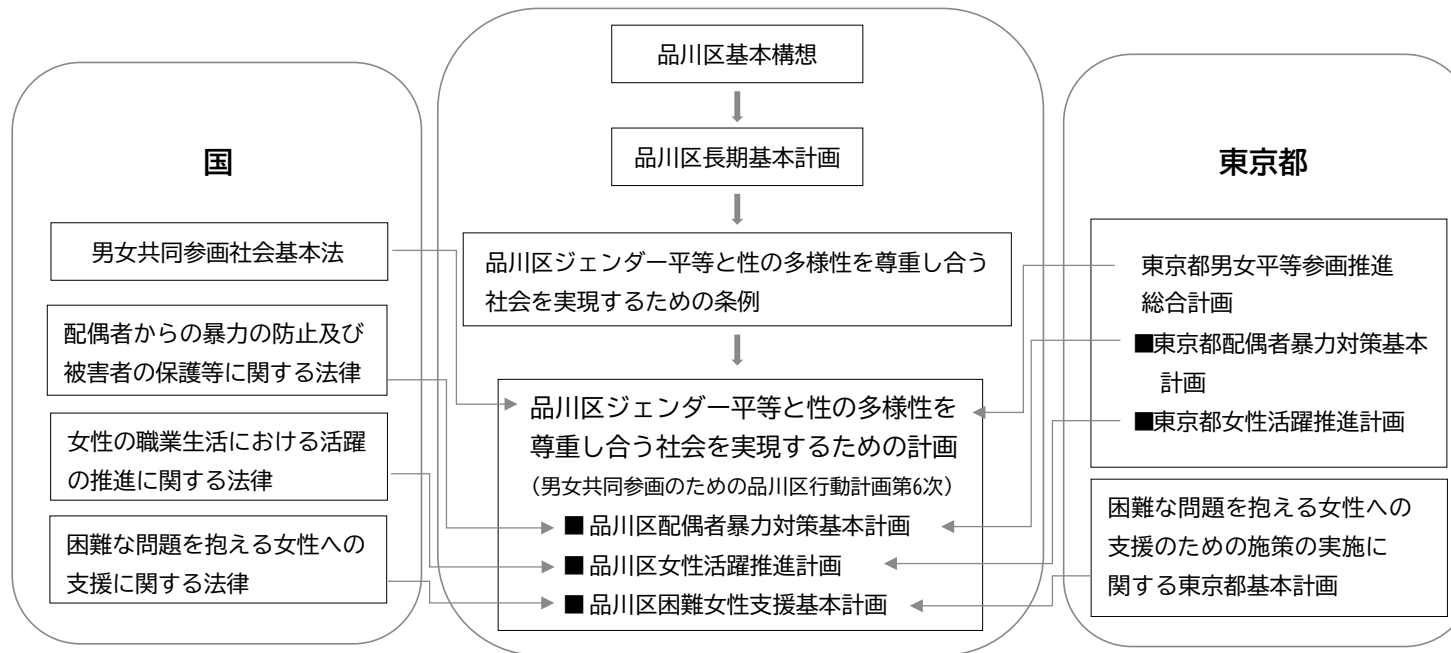 国
男女共同参画社会基本法
配偶者からの暴力の防止及び
被害者の保護等に関する法律
女性の職業生活における活躍
の推進に関する法律
困難な問題を抱える女性への
支援に関する法律
品川区基本構想
品川区長期基本計画
品川区ジェンダー平等と性の多様性を尊重し合う
社会を実現するための条例
品川区ジェンダー平等と性の多様性を
尊重し合う社会を実現するための計画
（男女共同参画のための品川区行動計画第6次）
■ 品川区配偶者暴力対策基本計画
■ 品川区女性活躍推進計画
■ 品川区困難女性支援基本計画
東京都
東京都男女平等参画推進
総合計画
■東京都配偶者暴力対策基本
計画
■東京都女性活躍推進計画
困難な問題を抱える女性への
支援のための施策の実施に
関する東京都基本計画